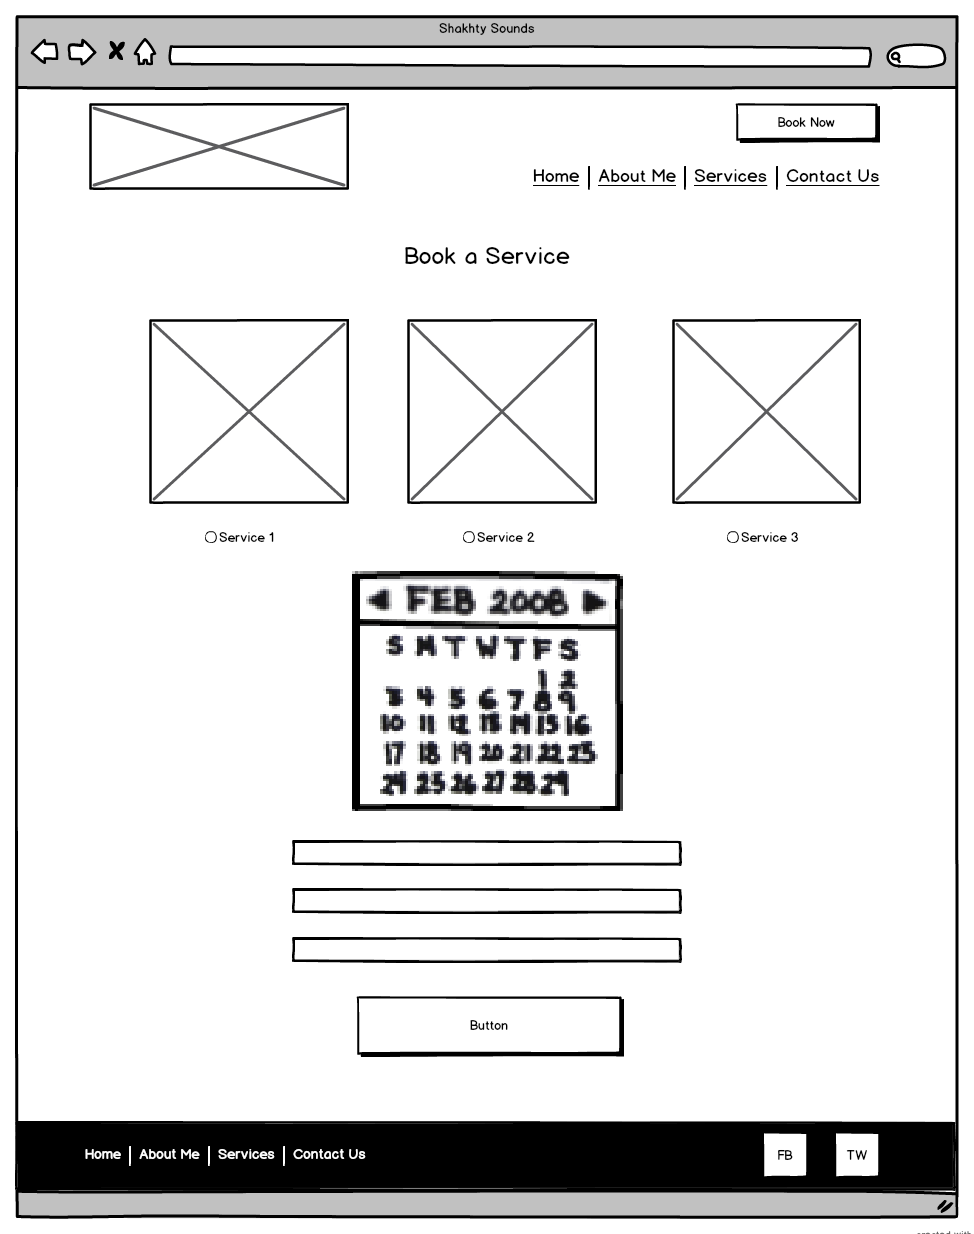 Shakhty Sounds
Book Now
Home About Me Services Contact Us
Book a Service
Service 1 Service 2 Service 3
FEB 2008
S M T W T F S
1 2
3 4 5 6 7 8 9
10 11 12 13 14 15 16
17 18 19 20 21 22 23
24 25 26 27 28 29
Button
Home About Me Services Contact Us FB TW